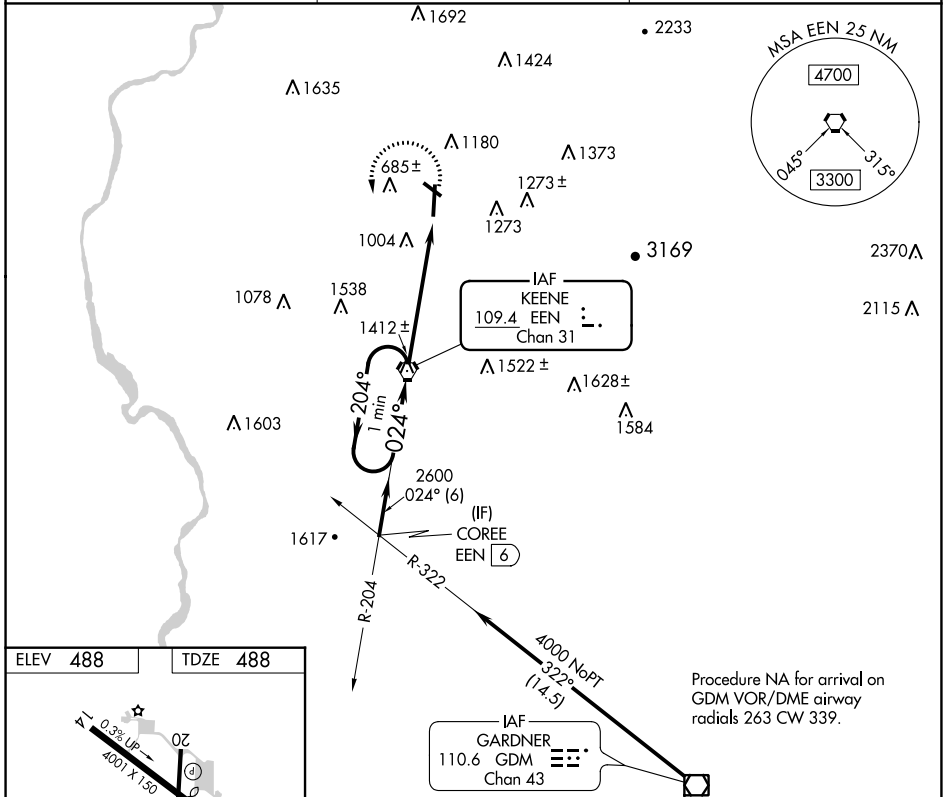 1692
2233
1424
1635
MSA EEN 25 NM
4700
045°
315°
3300
1180
685±
1373
1273±
1273
1004
3169
2370
IAF
KEENE
109.4 EEN
Chan 31
1078
1538
1412±
2115
1522±
1628±
1584
204°
1 min
024°
1603
2600
024° (6)
(IF)
COREE
EEN 6
1617
R-322
R-204
4000 NoPT
322°
(14.5)
Procedure NA for arrival on
GDM VOR/DME airway
radials 263 CW 339.
IAF
GARDNER
110.6 GDM
Chan 43
ELEV 488
TDZE 488
14
0.3% UP
4001 X 150
20
P